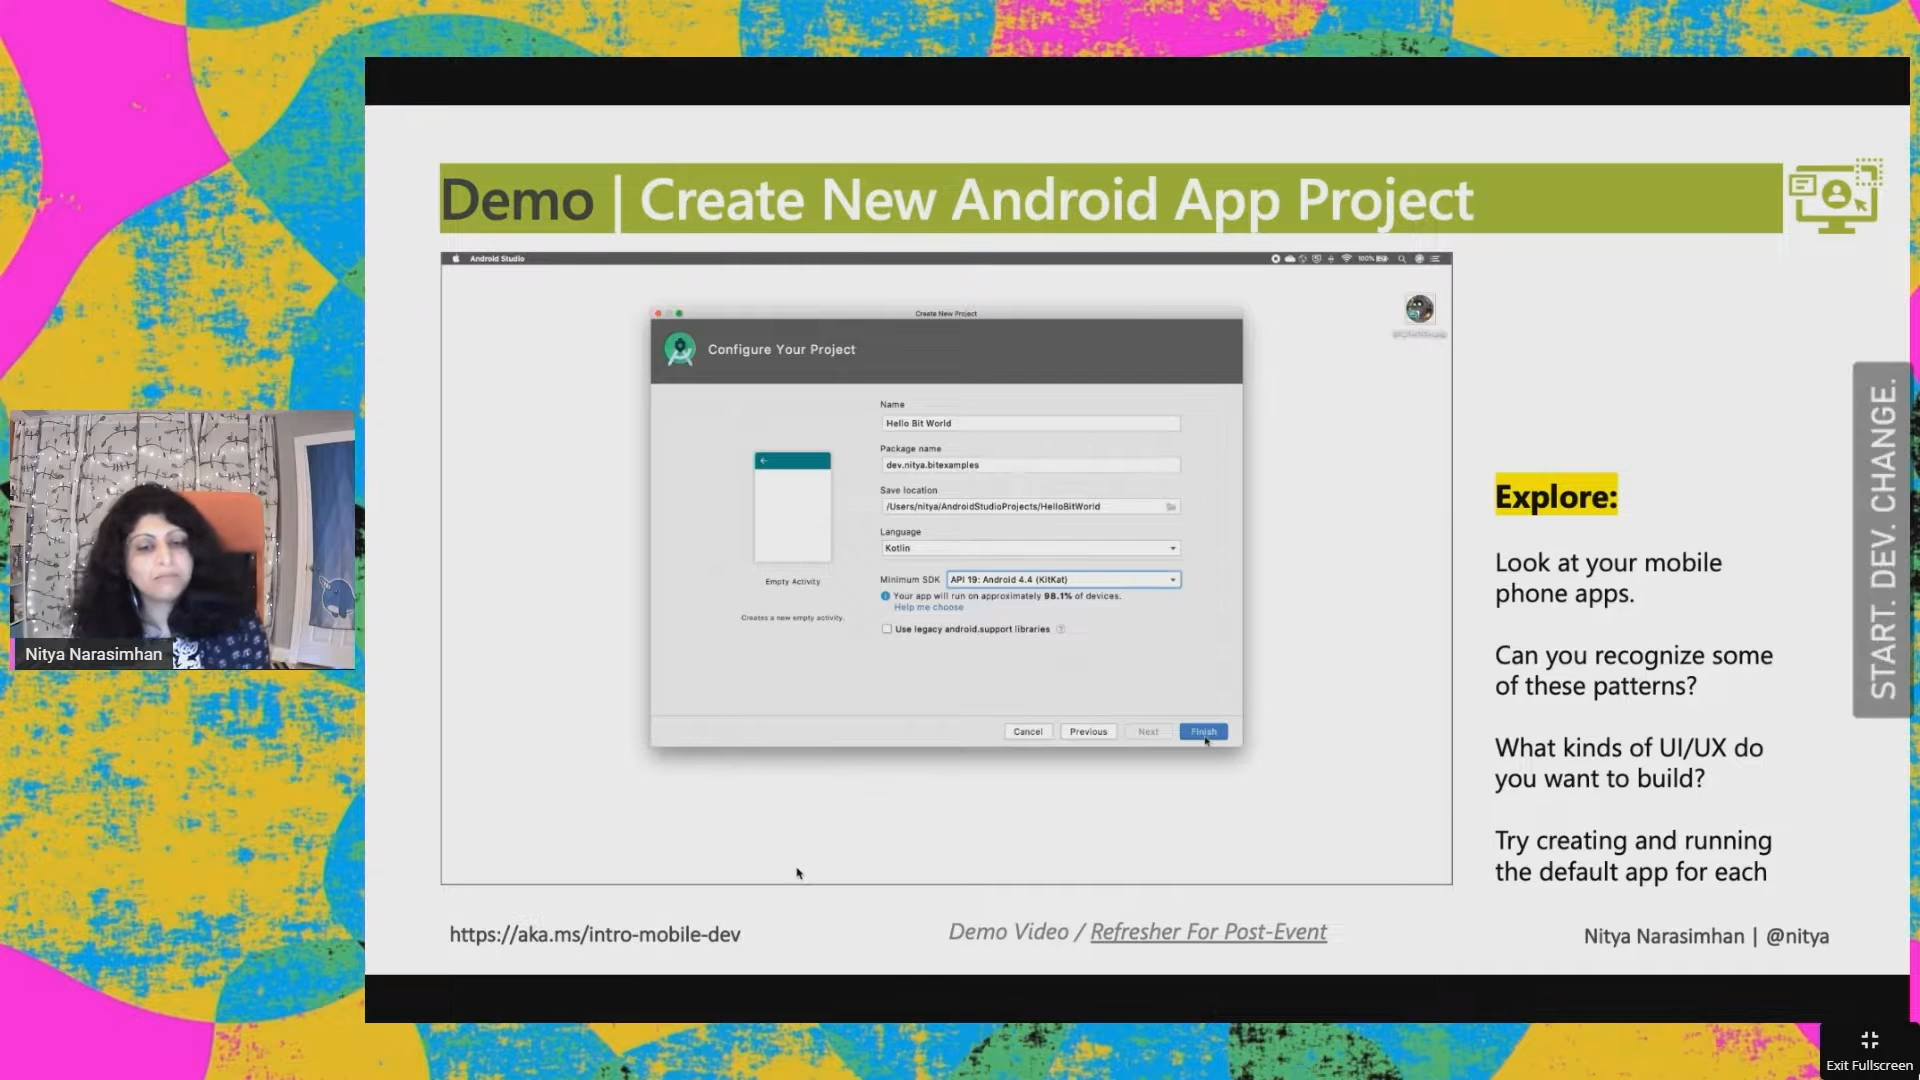 Demo | Create New Android App Project
Android Studio
100%
Create New Project
Configure Your Project
Name
Hello Bit World
Package name
dev.nitya.bitexamples
Save location
/Users/nitya/AndroidStudioProjects/HelloBitWorld
Language
Kotlin
Minimum SDK API 19: Android 4.4 (KitKat)
Your app will run on approximately 98.1% of devices.
Help me choose
Use legacy android.support libraries ?
Empty Activity
Creates a new empty activity.
Cancel Previous Next Finish
Explore:
Look at your mobile
phone apps.
Can you recognize some
of these patterns?
What kinds of UI/UX do
you want to build?
Try creating and running
the default app for each
https://aka.ms/intro-mobile-dev
Demo Video / Refresher For Post-Event
Nitya Narasimhan | @nitya
START. DEV. CHANGE.
Nitya Narasimhan
Exit Fullscreen